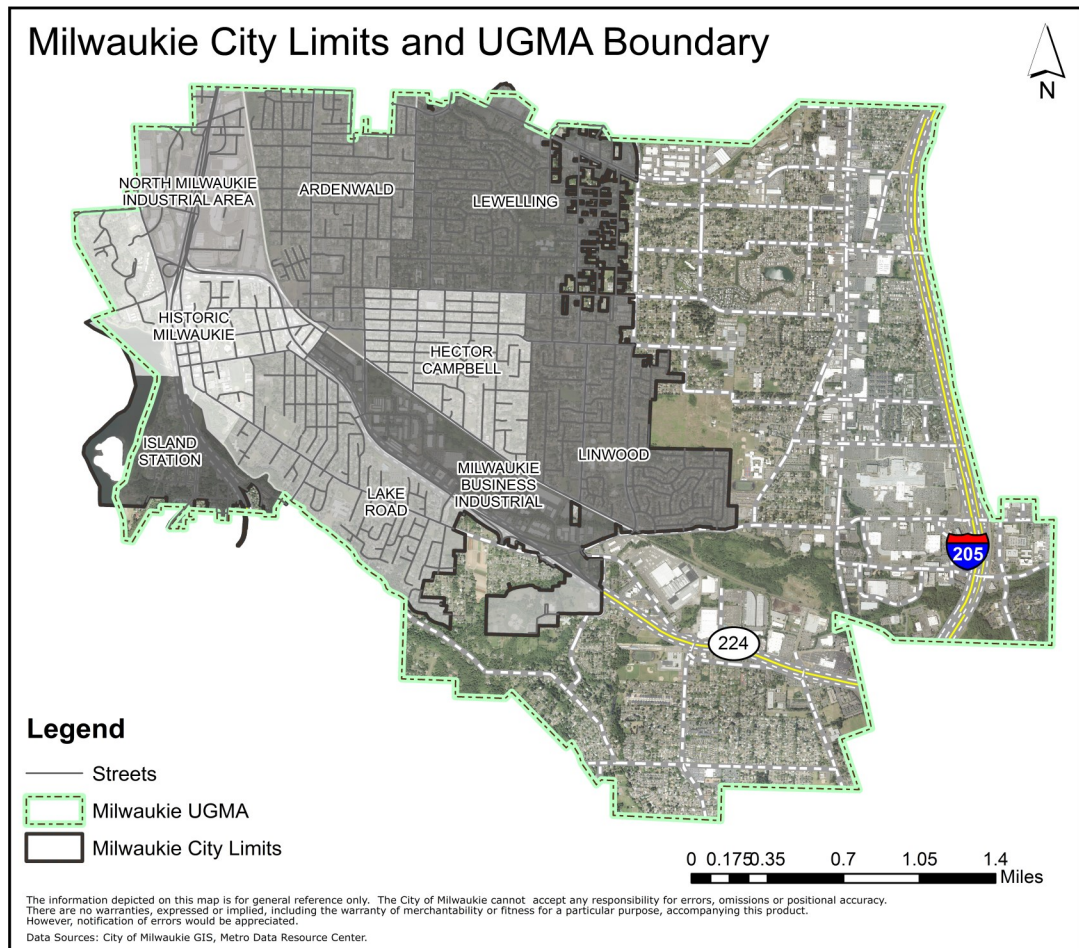 Milwaukie City Limits and UGMA Boundary
N
NORTH MILWAUKIE
INDUSTRIAL AREA
ARDENWALD
LEWELLING
HISTORIC
MILWAUKIE
HECTOR
CAMPBELL
ISLAND
STATION
LINWOOD
MILWAUKIE
BUSINESS
INDUSTRIAL
LAKE
ROAD
205
224
Legend
Streets
Milwaukie UGMA
Milwaukie City Limits
0 0.175 0.35 0.7 1.05 1.4
Miles
The information depicted on this map is for general reference only. The City of Milwaukie cannot accept any responsibility for errors, omissions or positional accuracy.
There are no warranties, expressed or implied, including the warranty of merchantability or fitness for a particular purpose, accompanying this product.
However, notification of errors would be appreciated.
Data Sources: City of Milwaukie GIS, Metro Data Resource Center.